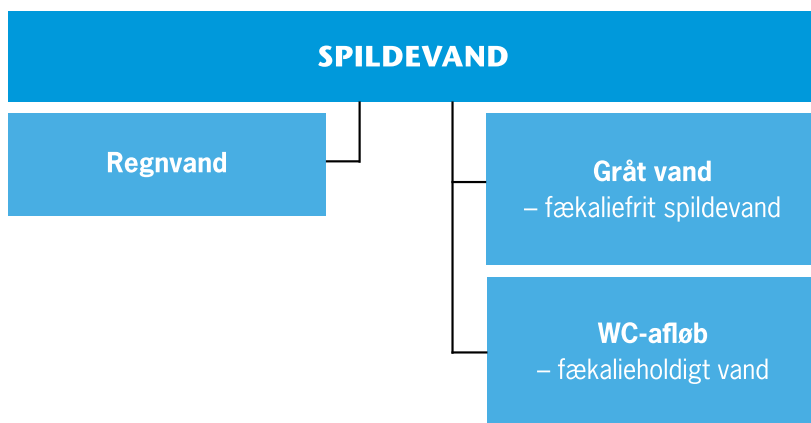 SPILDEVAND
Regnvand
Gråt vand
– fækaliefrit spildevand
WC-afløb
– fækalieholdigt vand